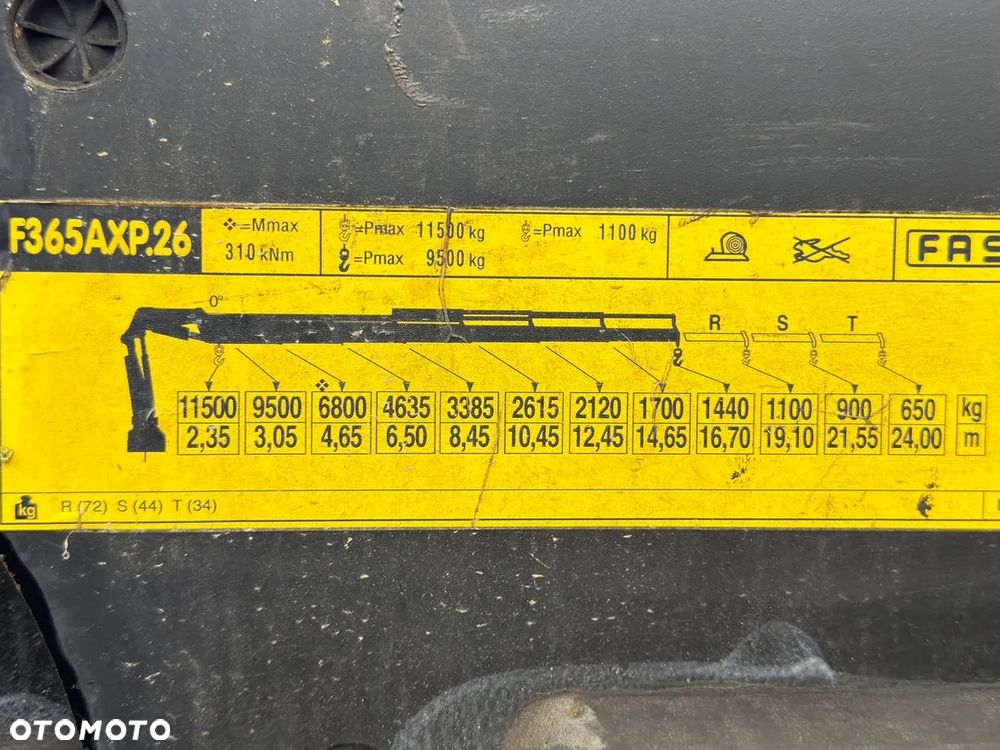 F365AXP.26
=Mmax
310 kNm
=Pmax 11500 kg
=Pmax 9500 kg
=Pmax 1100 kg
FAS
0°
R S T
11500 9500 6800 4635 3385 2615 2120 1700 1440 1100 900 650 kg
2,35 3,05 4,65 6,50 8,45 10,45 12,45 14,65 16,70 19,10 21,55 24,00 m
kg R (72) S (44) T (34)
OTOMOTO